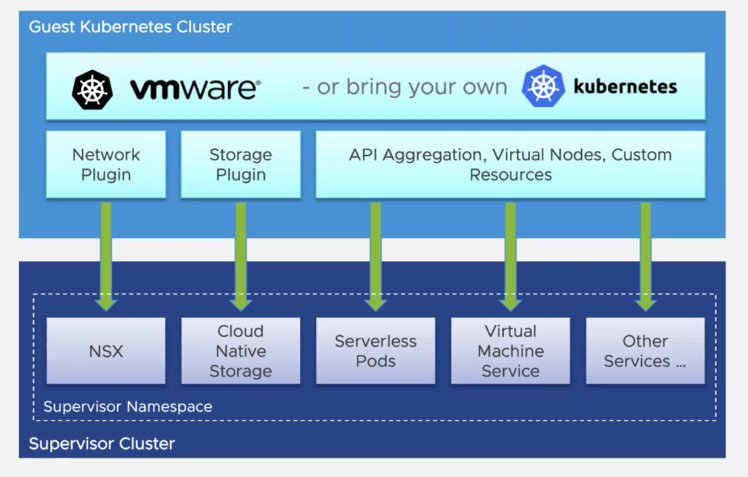 Guest Kubernetes Cluster
vmware® - or bring your own kubernetes
Network
Plugin
Storage
Plugin
API Aggregation, Virtual Nodes, Custom
Resources
NSX
Cloud
Native
Storage
Serverless
Pods
Virtual
Machine
Service
Other
Services ...
Supervisor Namespace
Supervisor Cluster